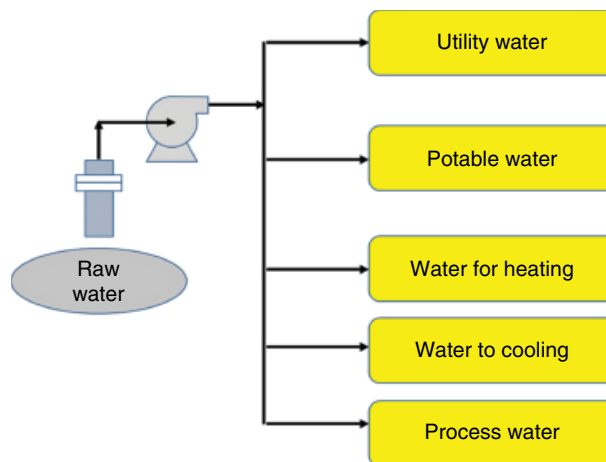 Utility water
Potable water
Raw
water
Water for heating
Water to cooling
Process water